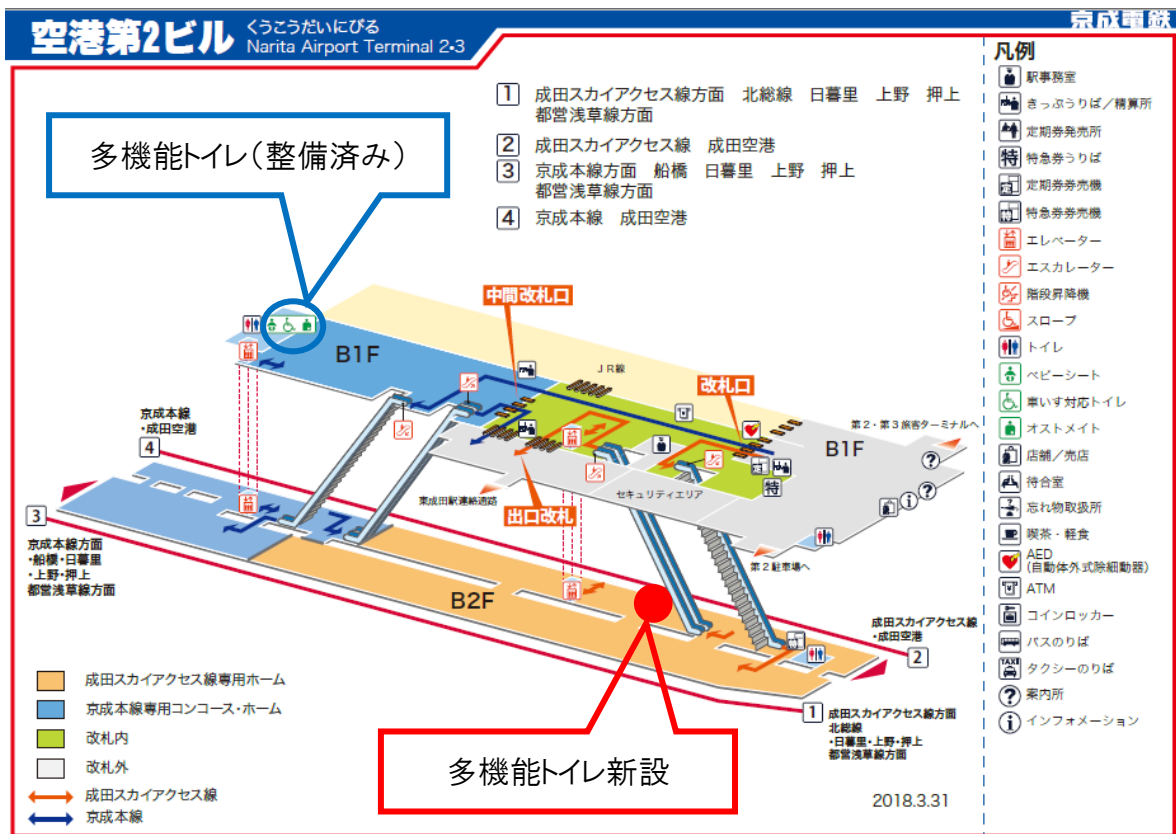 空港第2ビル
くうこうだいにびる
Narita Airport Terminal 2・3
京成電鉄
1 成田スカイアクセス線方面 北総線 日暮里 上野 押上
都営浅草線方面
2 成田スカイアクセス線 成田空港
3 京成本線方面 船橋 日暮里 上野 押上
都営浅草線方面
4 京成本線 成田空港
多機能トイレ(整備済み)
中間改札口
B1F
JR線
改札口
京成本線
・成田空港
4
第2・第3旅客ターミナルへ
B1F
?
特
セキュリティエリア
東成田駅連絡通路
出口改札
?
i
3
京成本線方面
・船橋・日暮里
・上野・押上
都営浅草線方面
第2駐車場へ
B2F
成田スカイアクセス線
・成田空港
2
1
成田スカイアクセス線方面
北総線
・日暮里・上野・押上
都営浅草線方面
多機能トイレ新設
成田スカイアクセス線専用ホーム
京成本線専用コンコース・ホーム
改札内
改札外
成田スカイアクセス線
京成本線
2018.3.31
凡例
駅事務室
きっぷうりば/精算所
定期券発売所
特 特急券うりば
定期券券売機
特急券券売機
エレベーター
エスカレーター
階段昇降機
スロープ
トイレ
ベビーシート
車いす対応トイレ
オストメイト
店舗/売店
待合室
忘れ物取扱所
喫茶・軽食
AED
(自動体外式除細動器)
ATM
コインロッカー
バスのりば
TAXI タクシーのりば
? 案内所
i インフォメーション